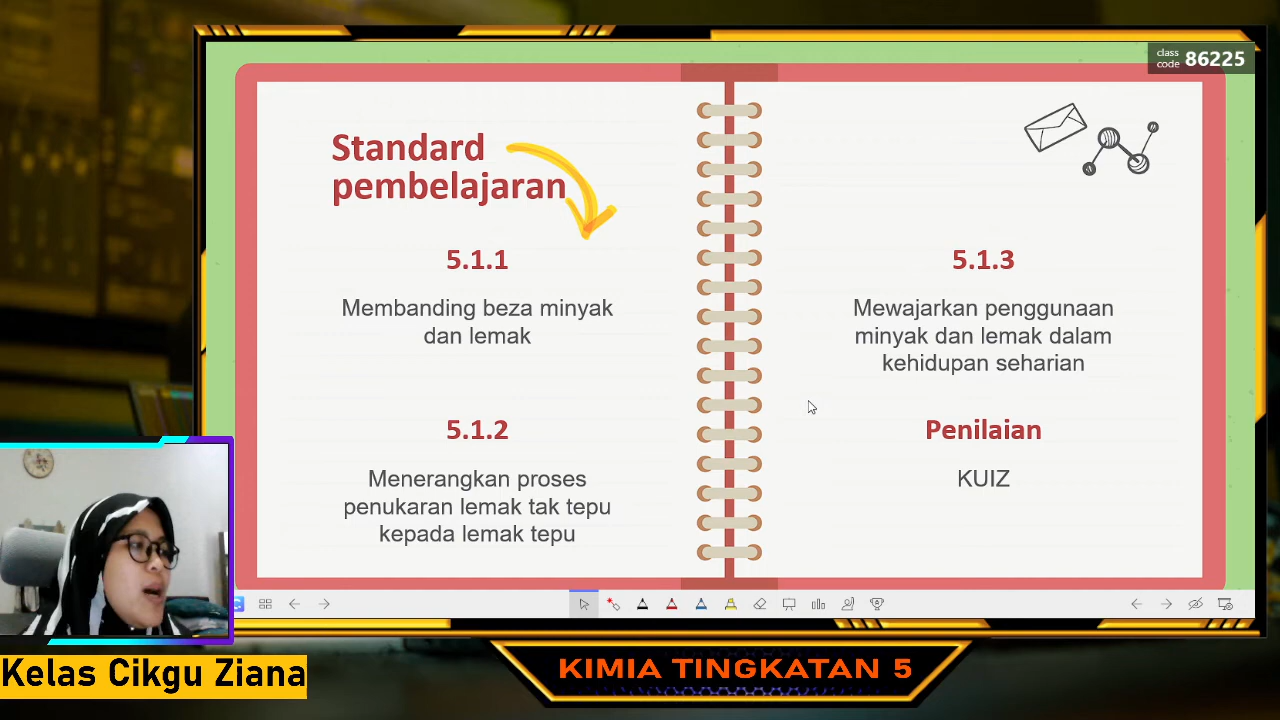 class
code 86225
Standard
pembelajaran
5.1.1
Membanding beza minyak
dan lemak
5.1.2
Menerangkan proses
penukaran lemak tak tepu
kepada lemak tepu
5.1.3
Mewajarkan penggunaan
minyak dan lemak dalam
kehidupan seharian
Penilaian
KUIZ
Kelas Cikgu Ziana
KIMIA TINGKATAN 5